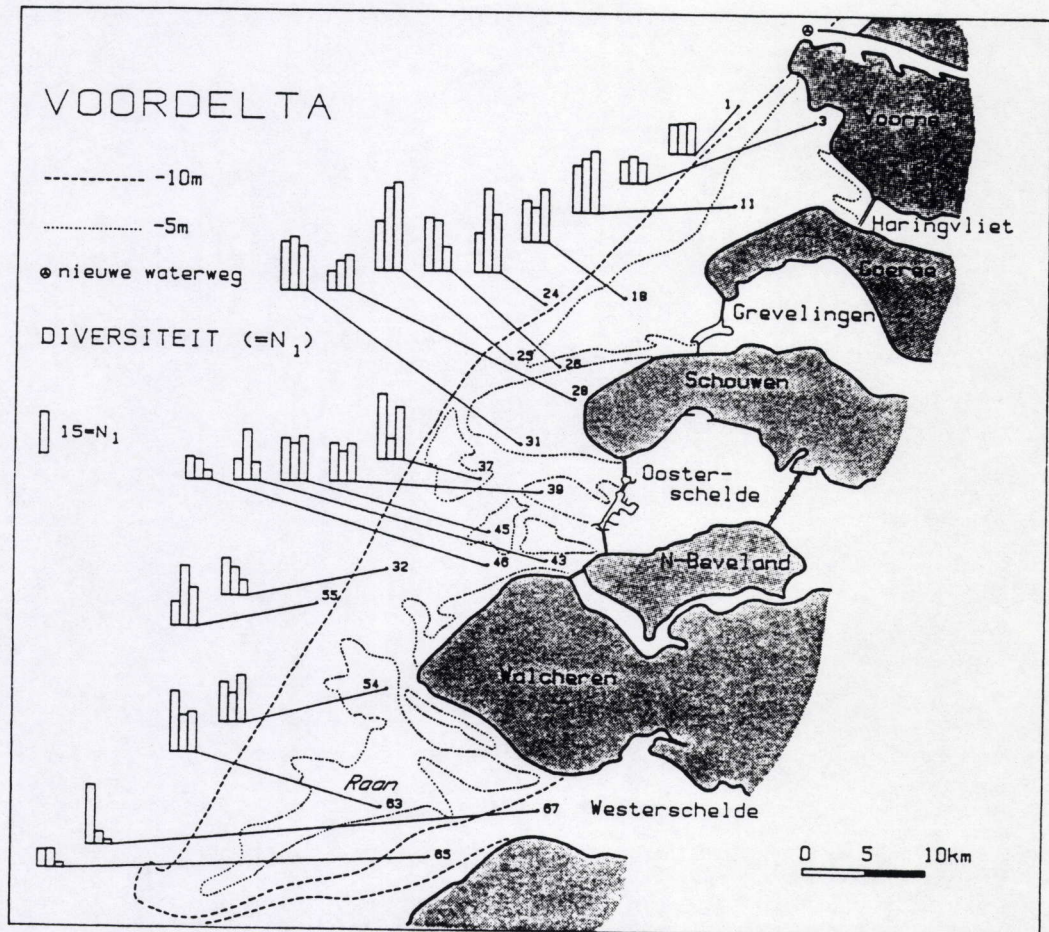 VOORDELTA
-10m
-5m
nieuwe waterweg
DIVERSITEIT (=N1)
15=N1
1
3
Voorne
11
Haringvliet
Goeree
18
24
Grevelingen
25
26
28
Schouwen
31
37
39
Ooster-
schelde
45
46
43
32
N-Beveland
55
54
Walcheren
Raan
63
67
Westerschelde
65
0 5 10km